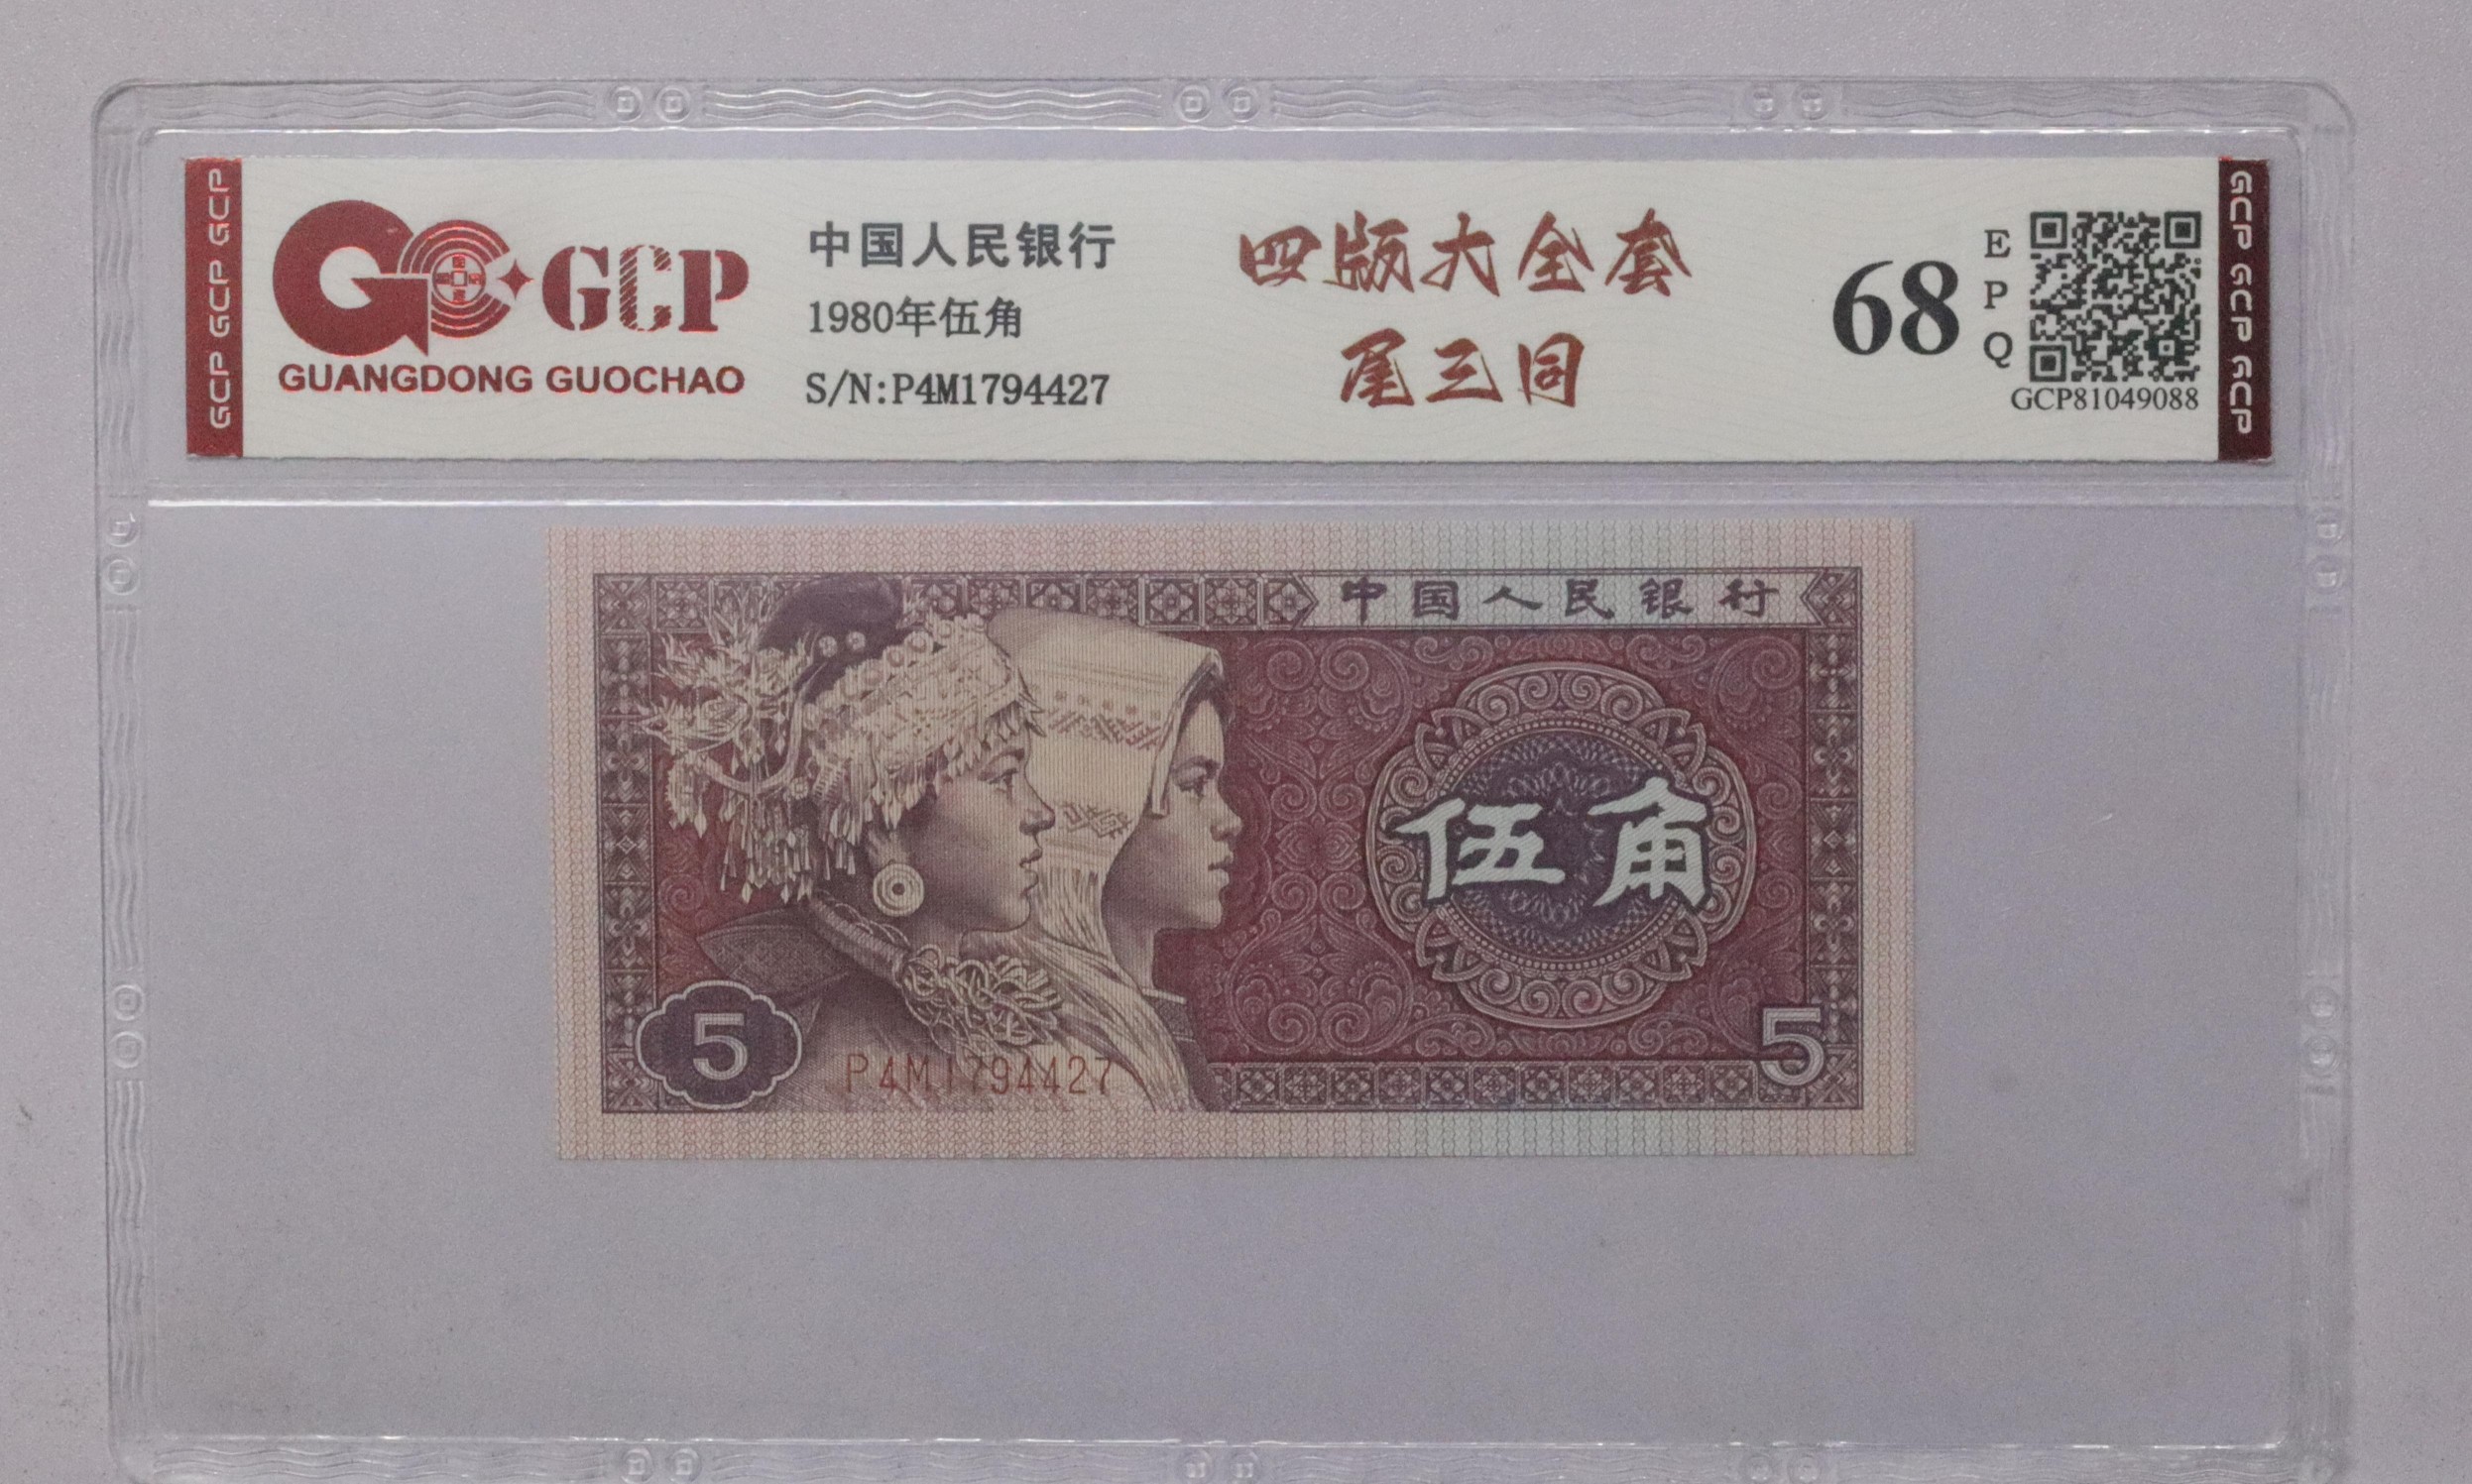 GCP GCP GCP
GCP
GUANGDONG GUOCHAO
中国人民银行
1980年伍角
S/N:P4M1794427
四版大全套
尾三同
68
EPQ
GCP81049088
GCP GCP GCP
中国人民银行
伍角
5
P4M1794427
5